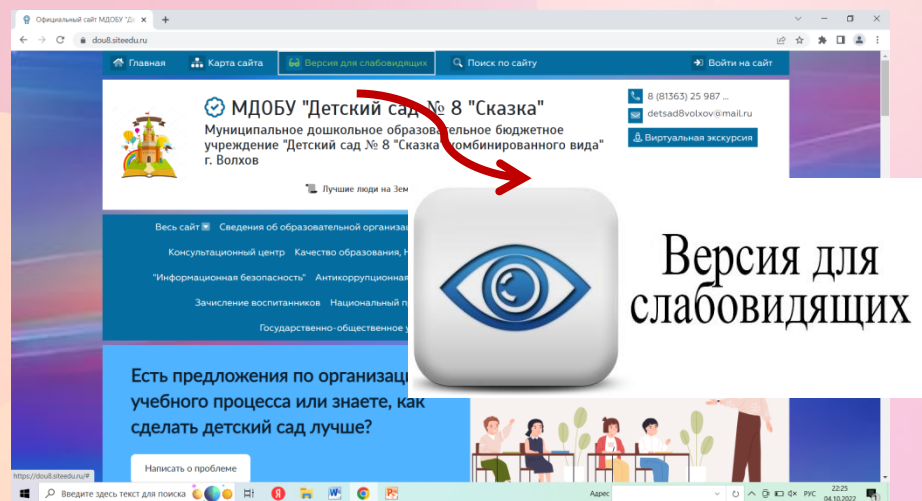 Официальный сайт МДОБУ "Де
dou8.siteedu.ru
Главная
Карта сайта
Версия для слабовидящих
Поиск по сайту
Войти на сайт
МДОБУ "Детский сад № 8 "Сказка"
Муниципальное дошкольное образовательное бюджетное
учреждение "Детский сад № 8 "Сказка" комбинированного вида"
г. Волхов
8 (81363) 25 987 ...
detsad8volxov@mail.ru
Виртуальная экскурсия
Лучшие люди на Зем
Весь сайт Сведения об образовательной организац
Консультационный центр Качество образования,
"Информационная безопасность" Антикоррупционная
Зачисление воспитанников Национальный п
Государственно-общественное
Версия для
слабовидящих
Есть предложения по организац
учебного процесса или знаете, как
сделать детский сад лучше?
Написать о проблеме
https://dou8.siteedu.ru/#
Введите здесь текст для поиска
Адрес
РУС
22:25
04.10.2022